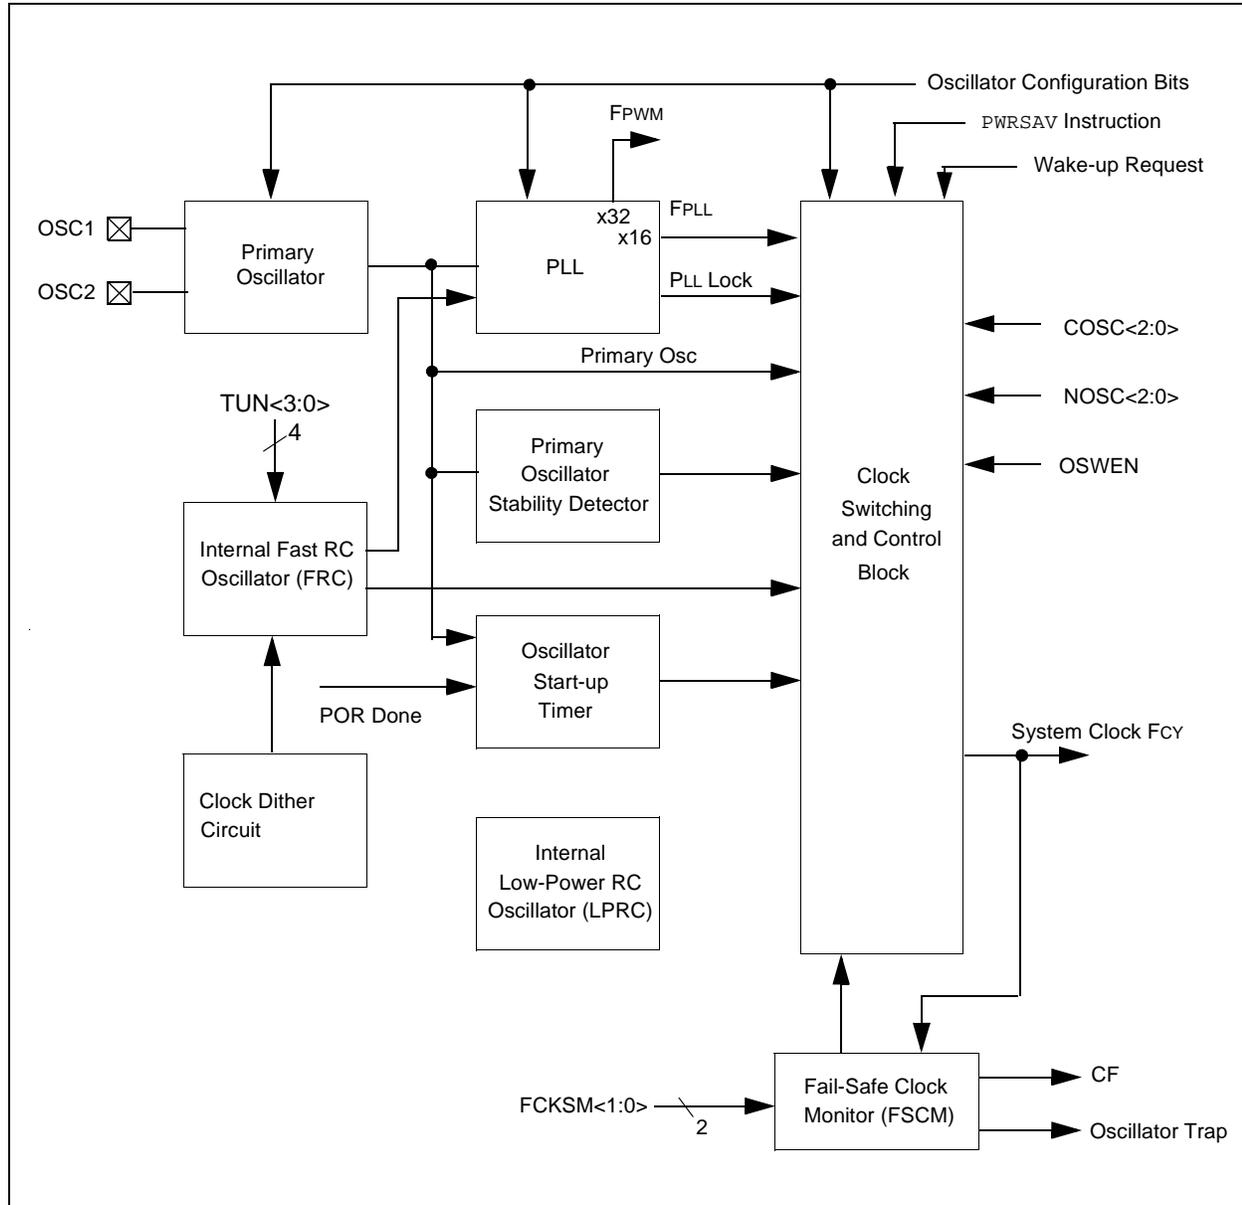 Oscillator Configuration Bits
FPWM
PWRSAV Instruction
Wake-up Request
OSC1
OSC2
Primary
Oscillator
x32
x16
PLL
FPLL
PLL Lock
Primary Osc
COSC<2:0>
NOSC<2:0>
OSWEN
TUN<3:0>
4
Primary
Oscillator
Stability Detector
Clock
Switching
and Control
Block
Internal Fast RC
Oscillator (FRC)
Oscillator
Start-up
Timer
POR Done
System Clock FCY
Clock Dither
Circuit
Internal
Low-Power RC
Oscillator (LPRC)
Fail-Safe Clock
Monitor (FSCM)
FCKSM<1:0>
2
CF
Oscillator Trap